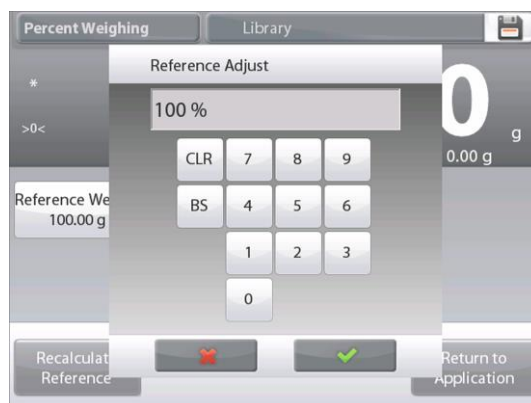 Percent Weighing
Library
Reference Adjust
*
100 %
0
>0<
g
0.00 g
CLR 7 8 9
Reference We
100.00 g
BS 4 5 6
1 2 3
0
Recalculat
Reference
Return to
Application